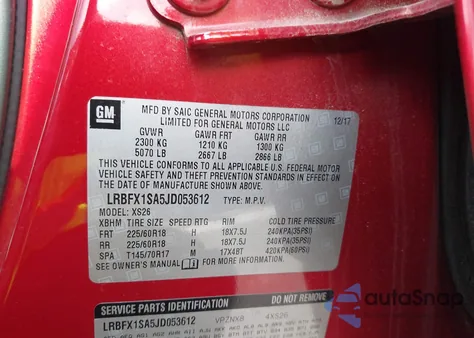 GM
MFD BY SAIC GENERAL MOTORS CORPORATION
LIMITED FOR GENERAL MOTORS LLC
12/17
GVWR GAWR FRT GAWR RR
2300 KG 1210 KG 1300 KG
5070 LB 2667 LB 2866 LB
THIS VEHICLE CONFORMS TO ALL APPLICABLE U.S. FEDERAL MOTOR
VEHICLE SAFETY AND THEFT PREVENTION STANDARDS IN EFFECT
ON THE DATE OF MANUFACTURE SHOWN ABOVE.
LRBFX1SA5JD053612 TYPE: M.P.V.
MODEL: XS26
XBHM TIRE SIZE SPEED RTG RIM COLD TIRE PRESSURE
FRT 225/60R18 H 18X7.5J 240KPA(35PSI)
RR 225/60R18 H 18X7.5J 240KPA(35PSI)
SPA T145/70R17 M 17X4BT 420KPA(60PSI)
SEE OWNER'S MANUAL FOR MORE INFORMATION.
SERVICE PARTS IDENTIFICATION DO NOT REMOVE
LRBFX1SA5JD053612 VPZNX8 4XS26
autoSnap